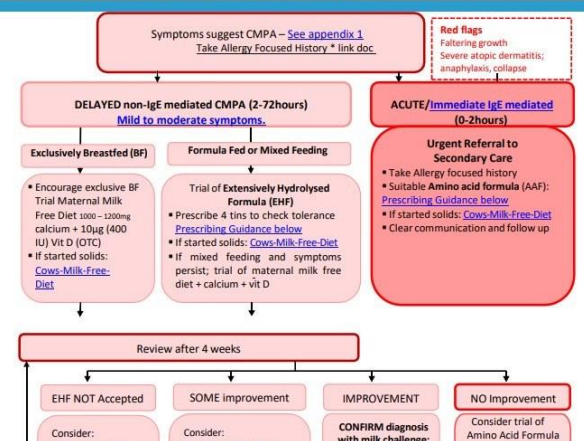 Symptoms suggest CMPA – See appendix 1
Take Allergy Focused History * link doc
Red flags
Faltering growth
Severe atopic dermatitis;
anaphylaxis, collapse
DELAYED non-IgE mediated CMPA (2-72hours)
Mild to moderate symptoms.
ACUTE/Immediate IgE mediated
(0-2hours)
Exclusively Breastfed (BF)
▪ Encourage exclusive BF
Trial Maternal Milk
Free Diet 1000 – 1200mg
calcium + 10µg (400
IU) Vit D (OTC)
▪ If started solids:
Cows-Milk-Free-
Diet
Formula Fed or Mixed Feeding
Trial of Extensively Hydrolysed
Formula (EHF)
▪ Prescribe 4 tins to check tolerance
Prescribing Guidance below
▪ If started solids: Cows-Milk-Free-Diet
▪ If mixed feeding and symptoms
persist; trial of maternal milk free
diet + calcium + vit D
Urgent Referral to
Secondary Care
▪ Take Allergy focused history
▪ Suitable Amino acid formula (AAF):
Prescribing Guidance below
▪ If started solids: Cows-Milk-Free-Diet
▪ Clear communication and follow up
Review after 4 weeks
EHF NOT Accepted
Consider:
SOME improvement
Consider:
IMPROVEMENT
CONFIRM diagnosis
with milk challenge:
NO Improvement
Consider trial of
Amino Acid Formula